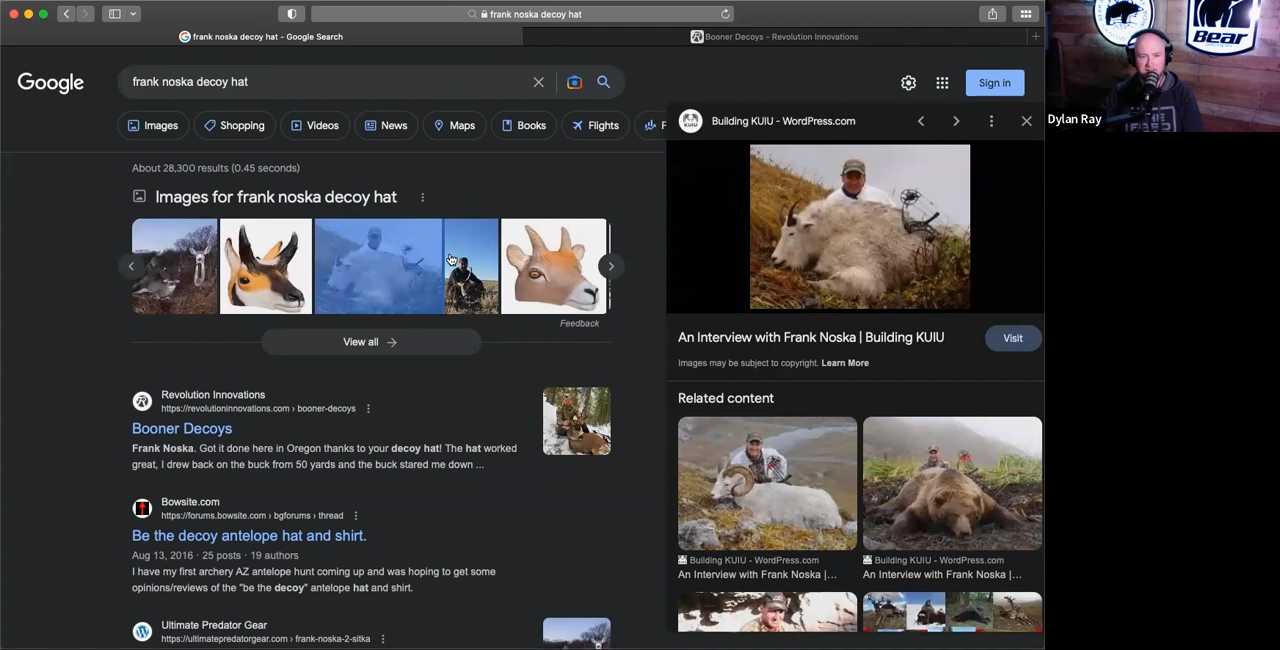 frank noska decoy hat
frank noska decoy hat - Google Search
Booner Decoys - Revolution Innovations
Google
frank noska decoy hat
Sign in
Images
Shopping
Videos
News
Maps
Books
Flights
F
About 28,300 results (0.45 seconds)
Images for frank noska decoy hat
Feedback
View all
Revolution Innovations
https://revolutioninnovations.com › booner-decoys
Booner Decoys
Frank Noska. Got it done here in Oregon thanks to your decoy hat! The hat worked
great, I drew back on the buck from 50 yards and the buck stared me down ...
Bowsite.com
https://forums.bowsite.com › bgforums › thread
Be the decoy antelope hat and shirt.
Aug 13, 2016 · 25 posts · 19 authors
I have my first archery AZ antelope hunt coming up and was hoping to get some
opinions/reviews of the "be the decoy" antelope hat and shirt.
Ultimate Predator Gear
https://ultimatepredatorgear.com › frank-noska-2-sitka
KUIU
Building KUIU - WordPress.com
An Interview with Frank Noska | Building KUIU
Visit
Images may be subject to copyright. Learn More
Related content
Building KUIU - WordPress.com
An Interview with Frank Noska |...
Building KUIU - WordPress.com
An Interview with Frank Noska |...
Bear
Dylan Ray